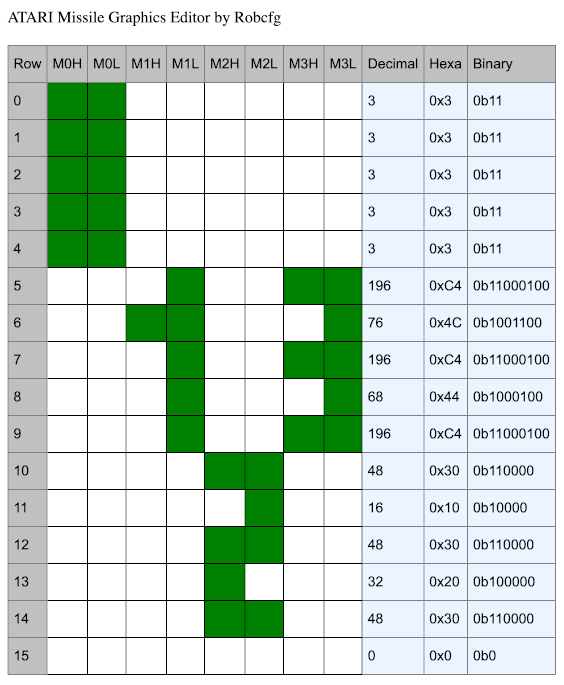 ATARI Missile Graphics Editor by Robcfg
Row M0H M0L M1H M1L M2H M2L M3H M3L Decimal Hexa Binary
0 3 0x3 0b11
1 3 0x3 0b11
2 3 0x3 0b11
3 3 0x3 0b11
4 3 0x3 0b11
5 196 0xC4 0b11000100
6 76 0x4C 0b1001100
7 196 0xC4 0b11000100
8 68 0x44 0b1000100
9 196 0xC4 0b11000100
10 48 0x30 0b110000
11 16 0x10 0b10000
12 48 0x30 0b110000
13 32 0x20 0b100000
14 48 0x30 0b110000
15 0 0x0 0b0